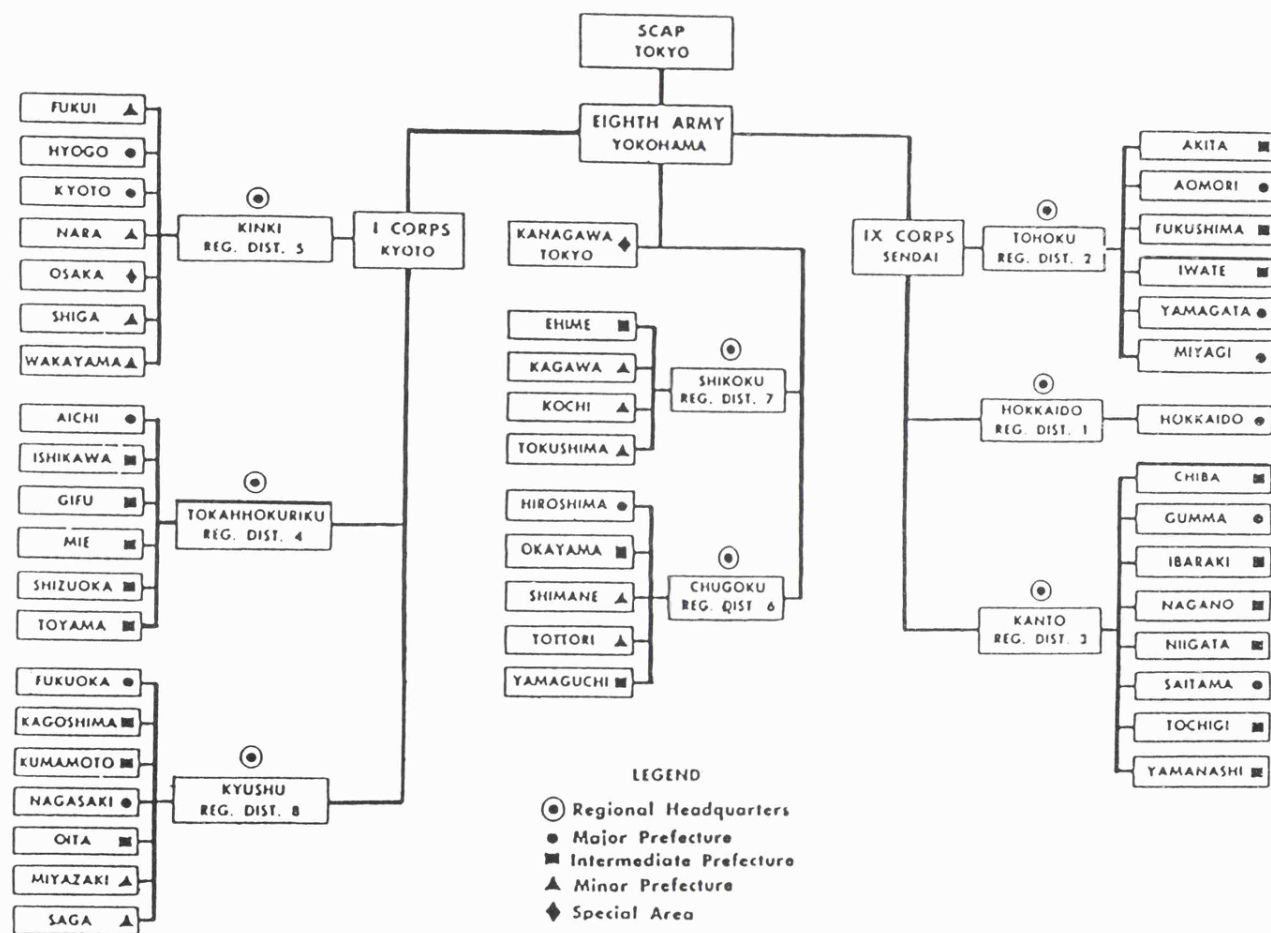 SCAP
TOKYO
EIGHTH ARMY
YOKOHAMA
FUKUI
HYOGO
KYOTO
NARA
OSAKA
SHIGA
WAKAYAMA
KINKI
REG. DIST. 5
I CORPS
KYOTO
AICHI
ISHIKAWA
GIFU
MIE
SHIZUOKA
TOYAMA
TOKAHHOKURIKU
REG. DIST. 4
FUKUOKA
KAGOSHIMA
KUMAMOTO
NAGASAKI
OITA
MIYAZAKI
SAGA
KYUSHU
REG. DIST. 8
KANAGAWA
TOKYO
EHIME
KAGAWA
KOCHI
TOKUSHIMA
SHIKOKU
REG. DIST. 7
HIROSHIMA
OKAYAMA
SHIMANE
TOTTORI
YAMAGUCHI
CHUGOKU
REG. DIST 6
IX CORPS
SENDAI
TOHOKU
REG. DIST. 2
AKITA
AOMORI
FUKUSHIMA
IWATE
YAMAGATA
MIYAGI
HOKKAIDO
REG. DIST. 1
HOKKAIDO
KANTO
REG. DIST. 3
CHIBA
GUMMA
IBARAKI
NAGANO
NIIGATA
SAITAMA
TOCHIGI
YAMANASHI
LEGEND
Regional Headquarters
Major Prefecture
Intermediate Prefecture
Minor Prefecture
Special Area